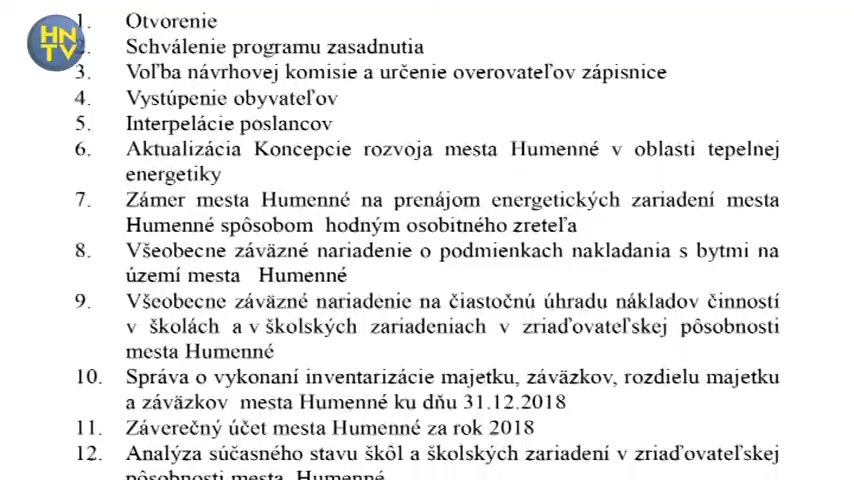 HN
TV
1. Otvorenie
2. Schválenie programu zasadnutia
3. Voľba návrhovej komisie a určenie overovateľov zápisnice
4. Vystúpenie obyvateľov
5. Interpelácie poslancov
6. Aktualizácia Koncepcie rozvoja mesta Humenné v oblasti tepelnej
energetiky
7. Zámer mesta Humenné na prenájom energetických zariadení mesta
Humenné spôsobom hodným osobitného zreteľa
8. Všeobecne záväzné nariadenie o podmienkach nakladania s bytmi na
území mesta Humenné
9. Všeobecne záväzné nariadenie na čiastočnú úhradu nákladov činností
v školách a v školských zariadeniach v zriaďovateľskej pôsobnosti
mesta Humenné
10. Správa o vykonaní inventarizácie majetku, záväzkov, rozdielu majetku
a záväzkov mesta Humenné ku dňu 31.12.2018
11. Záverečný účet mesta Humenné za rok 2018
12. Analýza súčasného stavu škôl a školských zariadení v zriaďovateľskej
pôsobnosti mesta Humenné